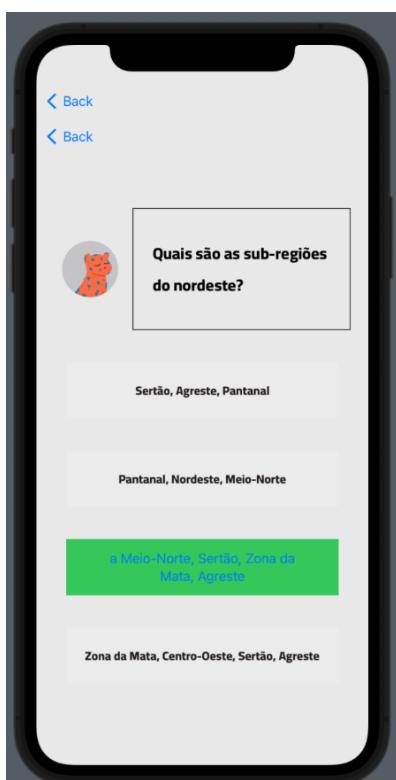 Back
Back
Quais são as sub-regiões
do nordeste?
Sertão, Agreste, Pantanal
Pantanal, Nordeste, Meio-Norte
a Meio-Norte, Sertão, Zona da
Mata, Agreste
Zona da Mata, Centro-Oeste, Sertão, Agreste